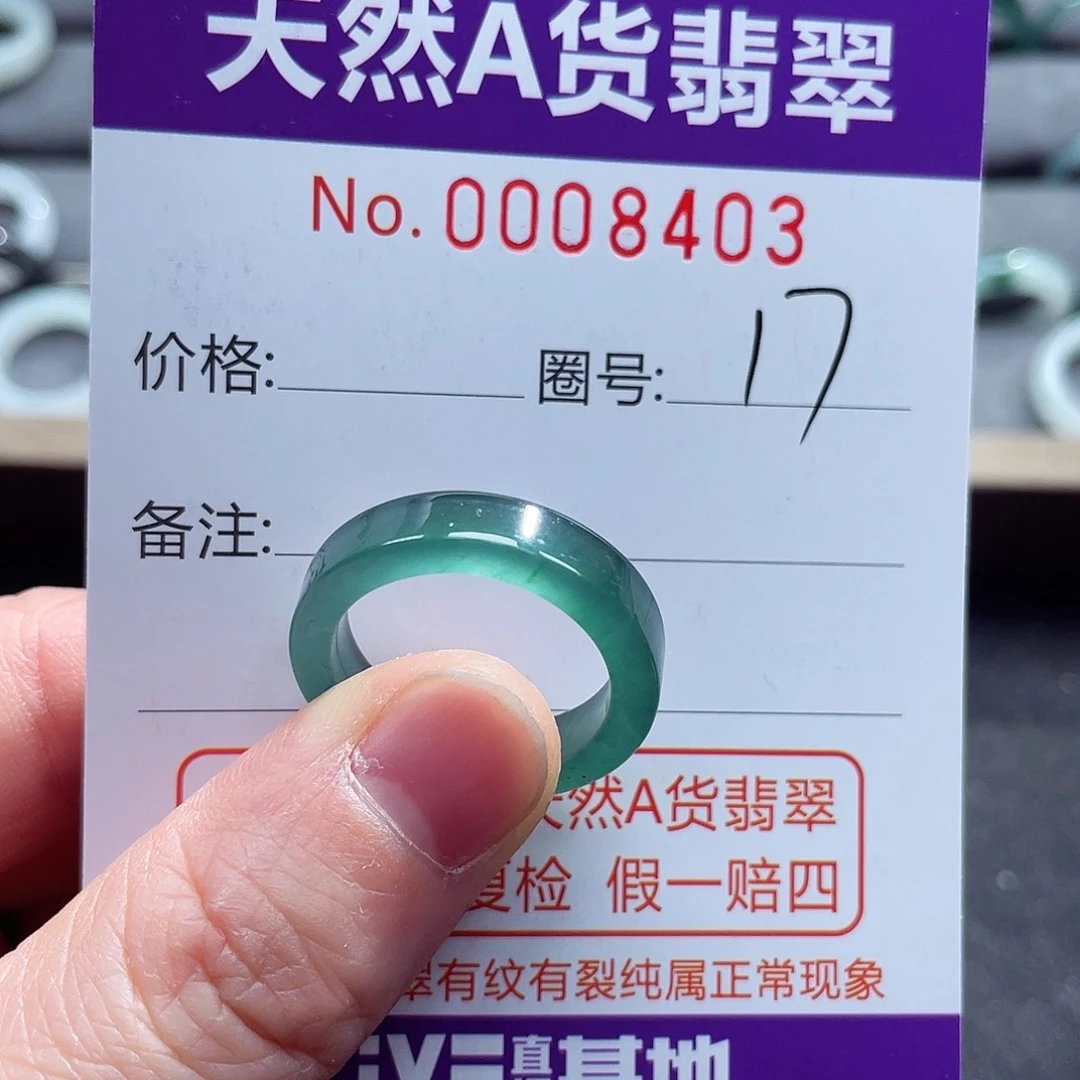 天然A货翡翠
No. 0008403
价格: 圈号: 17
备注:
天然A货翡翠
复检 假一赔四
翠有纹有裂纯属正常现象
基地